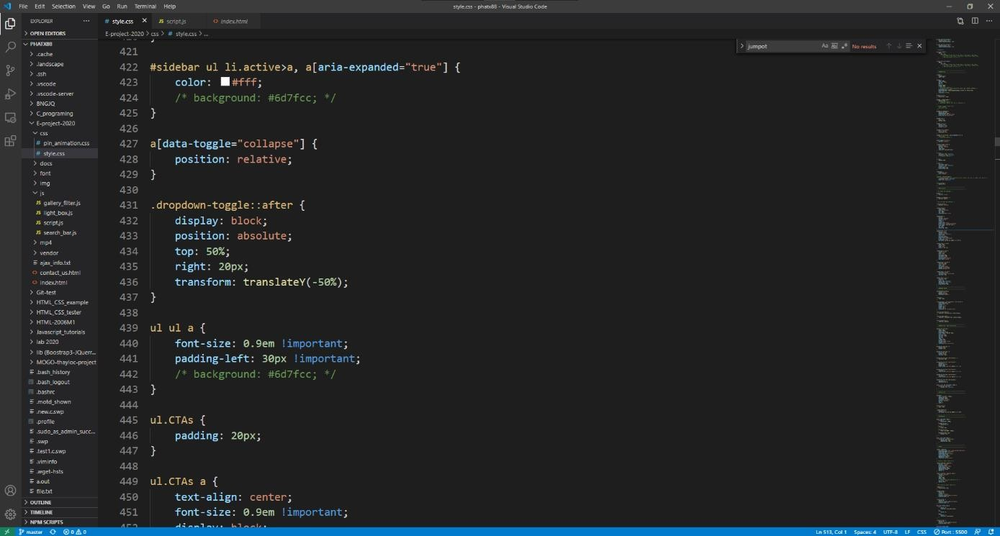 File Edit Selection View Go Run Terminal Help
style.css - phatx88 - Visual Studio Code
EXPLORER
OPEN EDITORS
PHATX88
.cache
.landscape
.ssh
.vscode
.vscode-server
BNGJQ
C_programing
E-project-2020
css
# pin_animation.css
# style.css
docs
font
img
js
JS gallery_filter.js
JS light_box.js
JS script.js
JS search_bar.js
mp4
vendor
ajax_info.txt
<> contact_us.html
<> index.html
Git-test
HTML_CSS_example
HTML_CSS_tester
HTML-2006M1
Javascript_tutorials
lab 2020
lib (Boostrap3-JQuerr...
MOGO-thayloc-project
.bash_history
.bash_logout
.bashrc
.motd_shown
.new.c.swp
.profile
.sudo_as_admin_succ...
.swp
.test1.c.swp
.viminfo
.wget-hsts
a.out
file.txt
OUTLINE
TIMELINE
NPM SCRIPTS
# style.css
JS script.js
<> index.html
E-project-2020 > css > # style.css > ...
jumpot
Aa
No results
421
422 #sidebar ul li.active>a, a[aria-expanded="true"] {
423 color: #fff;
424 /* background: #6d7fcc; */
425 }
426
427 a[data-toggle="collapse"] {
428 position: relative;
429 }
430
431 .dropdown-toggle::after {
432 display: block;
433 position: absolute;
434 top: 50%;
435 right: 20px;
436 transform: translateY(-50%);
437 }
438
439 ul ul a {
440 font-size: 0.9em !important;
441 padding-left: 30px !important;
442 /* background: #6d7fcc; */
443 }
444
445 ul.CTAs {
446 padding: 20px;
447 }
448
449 ul.CTAs a {
450 text-align: center;
451 font-size: 0.9em !important;
452 display: block;
master
0 0
Ln 513, Col 1 Spaces: 4 UTF-8 LF CSS Port : 5500